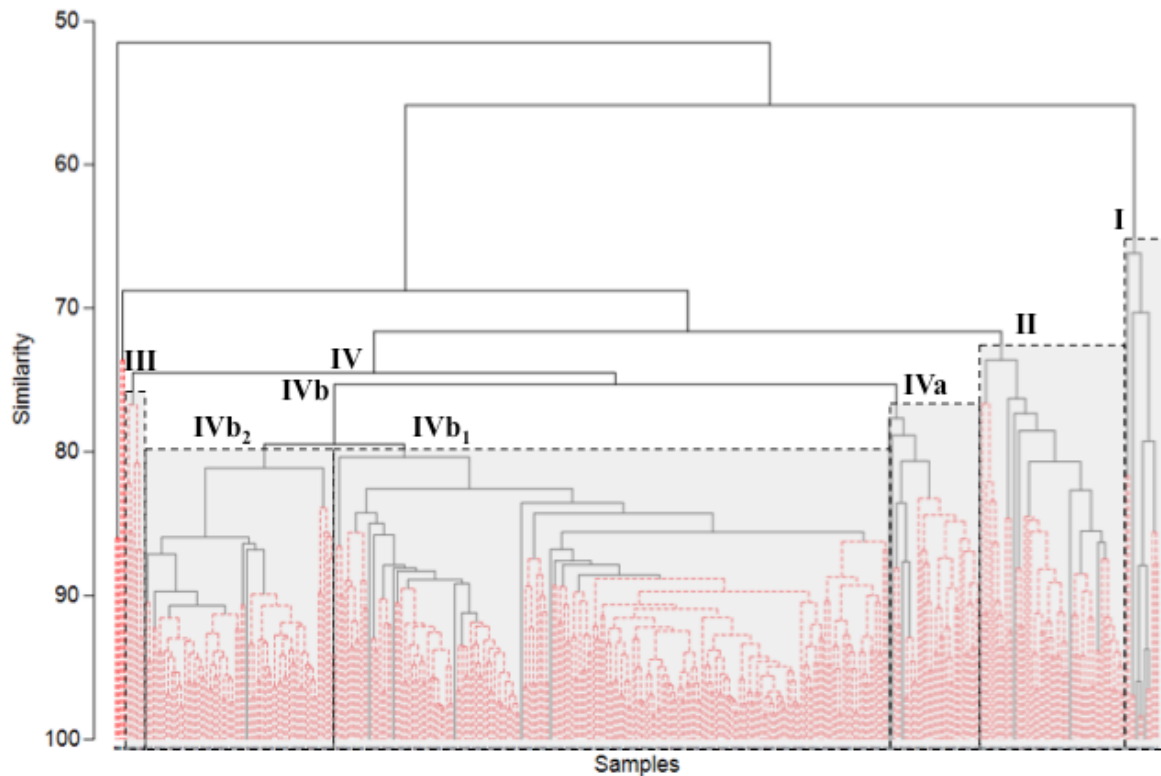 50
60
I
70
II
III
IV
IVb
IVa
IVb₂
IVb₁
80
90
100
Similarity
Samples